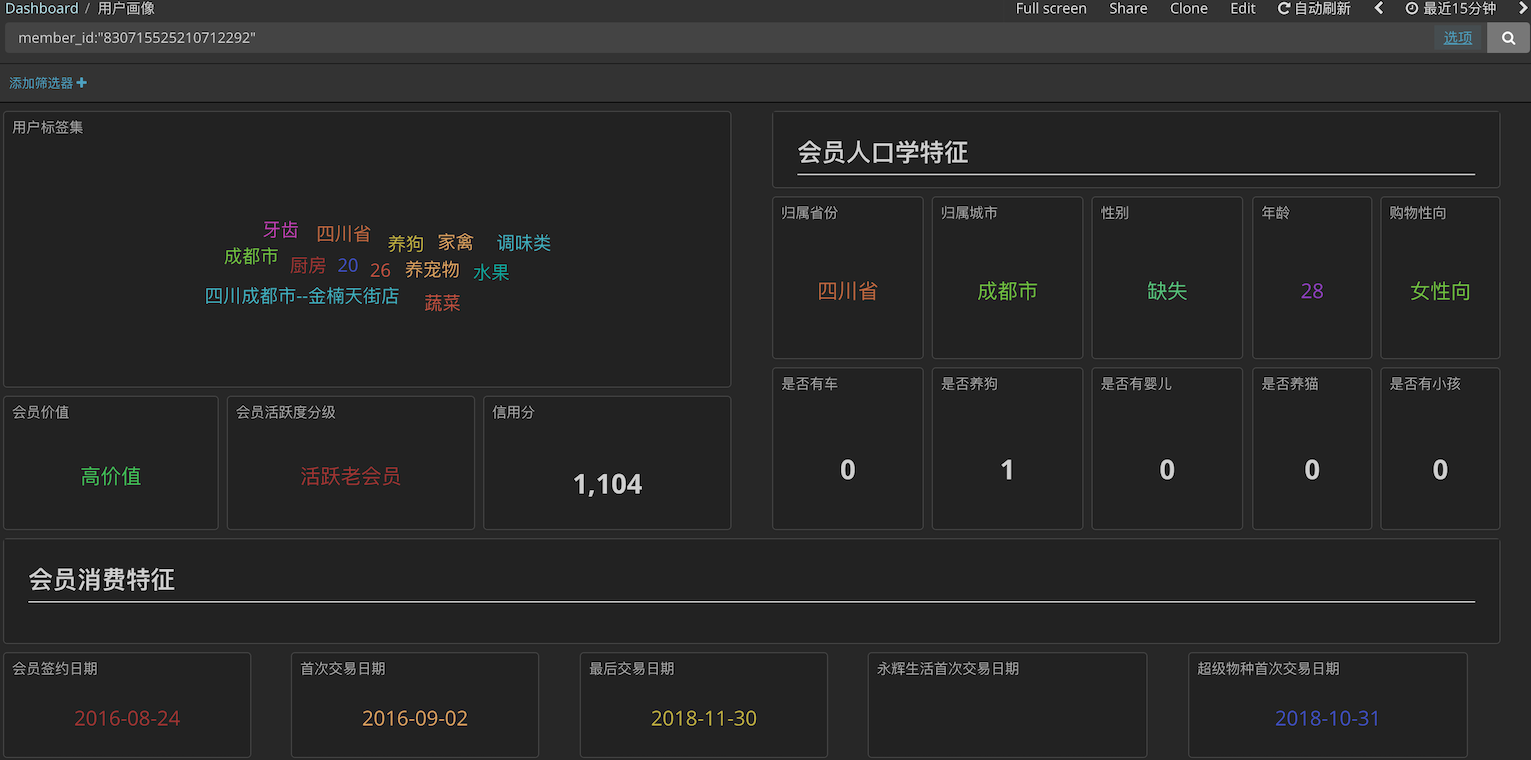 Dashboard / 用户画像
Full screen Share Clone Edit 自动刷新 最近15分钟
member_id:"830715525210712292"
选项
添加筛选器
用户标签集
牙齿 四川省 养狗 家禽 调味类
成都市 厨房 20 26 养宠物 水果
四川成都市--金楠天街店 蔬菜
会员价值
高价值
会员活跃度分级
活跃老会员
信用分
1,104
会员人口学特征
归属省份
四川省
归属城市
成都市
性别
缺失
年龄
28
购物性向
女性向
是否有车
0
是否养狗
1
是否有婴儿
0
是否养猫
0
是否有小孩
0
会员消费特征
会员签约日期
2016-08-24
首次交易日期
2016-09-02
最后交易日期
2018-11-30
永辉生活首次交易日期
超级物种首次交易日期
2018-10-31